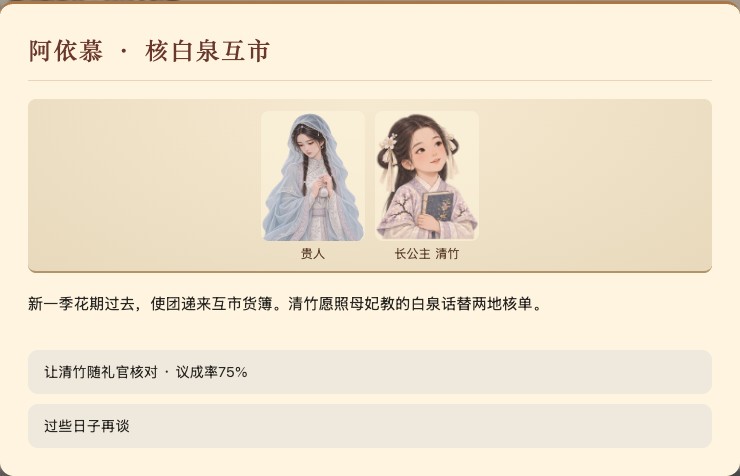 阿依慕 · 核白泉互市
贵人
长公主 清竹
新一季花期过去，使团递来互市货簿。清竹愿照母妃教的白泉话替两地核单。
让清竹随礼官核对 · 议成率75%
过些日子再谈